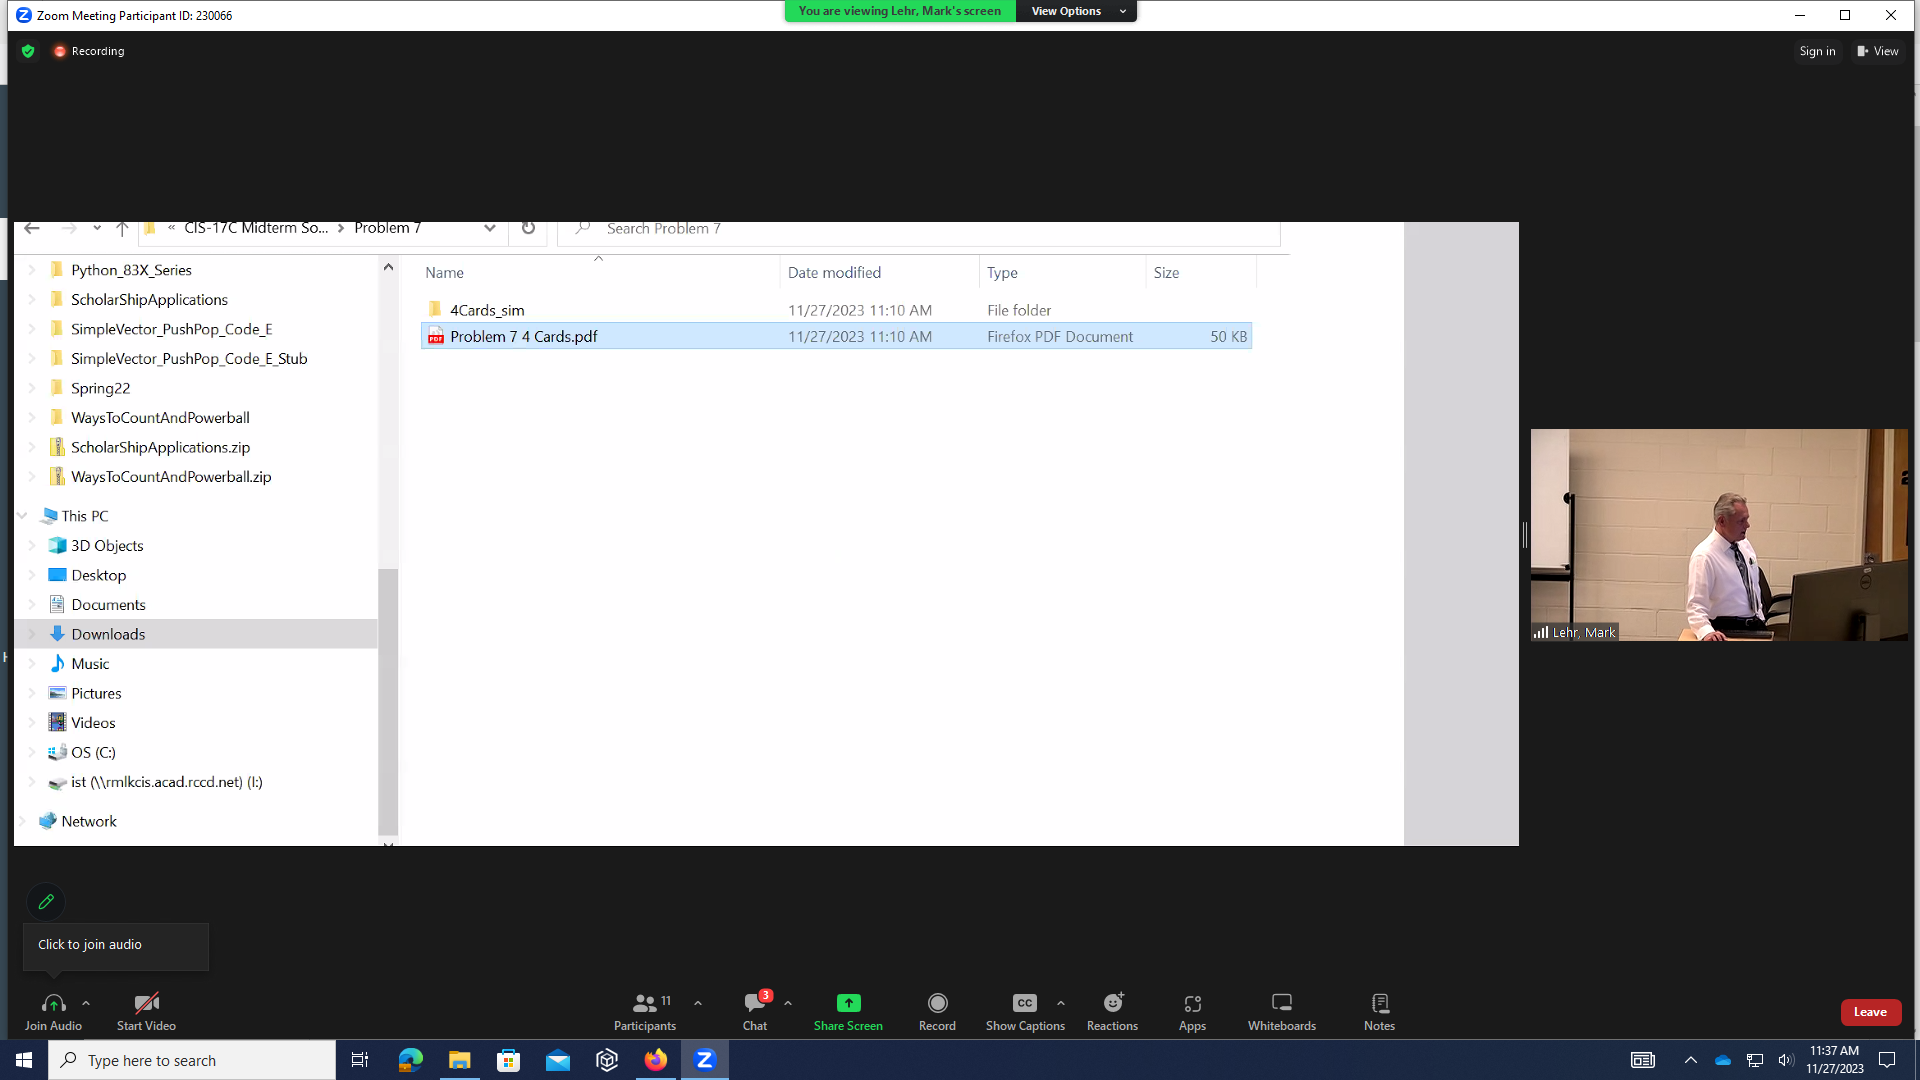 Zoom Meeting Participant ID: 230066
You are viewing Lehr, Mark's screen
View Options
Recording
Sign in
View
« CIS-17C Midterm So... > Problem 7
Search Problem 7
Name
Date modified
Type
Size
Python_83X_Series
ScholarShipApplications
SimpleVector_PushPop_Code_E
SimpleVector_PushPop_Code_E_Stub
Spring22
WaysToCountAndPowerball
ScholarShipApplications.zip
WaysToCountAndPowerball.zip
This PC
3D Objects
Desktop
Documents
Downloads
Music
Pictures
Videos
OS (C:)
ist (\\rmlkcis.acad.rccd.net) (I:)
Network
4Cards_sim 11/27/2023 11:10 AM File folder
Problem 7 4 Cards.pdf 11/27/2023 11:10 AM Firefox PDF Document 50 KB
PDF
Lehr, Mark
Click to join audio
Join Audio
Start Video
11
Participants
3
Chat
Share Screen
Record
CC
Show Captions
Reactions
Apps
Whiteboards
Notes
Leave
Type here to search
11:37 AM
11/27/2023